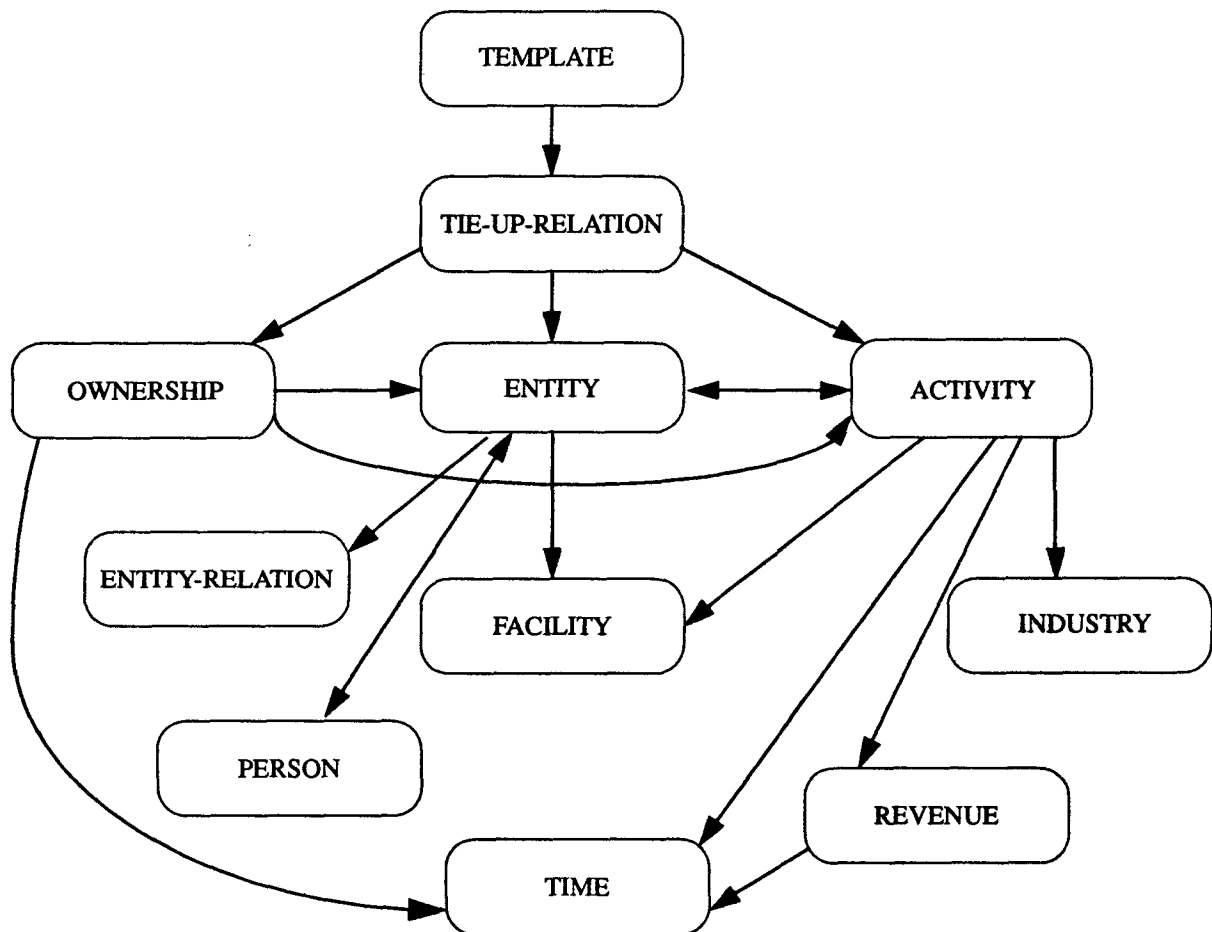 TEMPLATE
TIE-UP-RELATION
OWNERSHIP
ENTITY
ACTIVITY
ENTITY-RELATION
FACILITY
INDUSTRY
PERSON
REVENUE
TIME